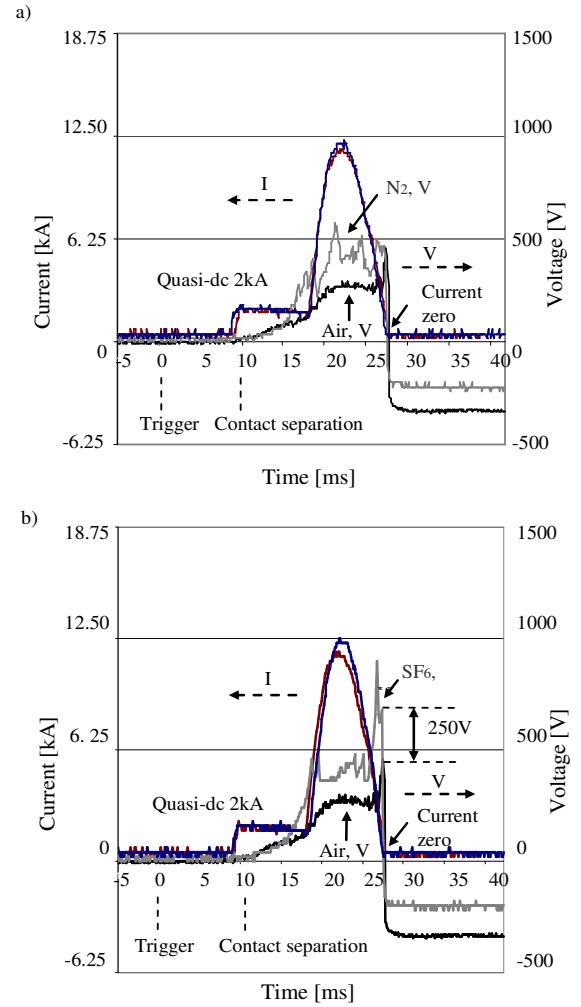 a)
18.75
1500
12.50
1000
N2, V
I
6.25
500
V
Quasi-dc 2kA
Current
zero
Air, V
0
0
-5 0 5 10 15 20 25 30 35 40
Trigger
Contact separation
-6.25
-500
Current [kA]
Voltage [V]
Time [ms]
b)
18.75
1500
12.50
1000
SF6,
I
250V
6.25
500
V
Quasi-dc 2kA
Current
zero
Air, V
0
0
-5 0 5 10 15 20 25 30 35 40
Trigger
Contact separation
-6.25
-500
Current [kA]
Voltage [V]
Time [ms]